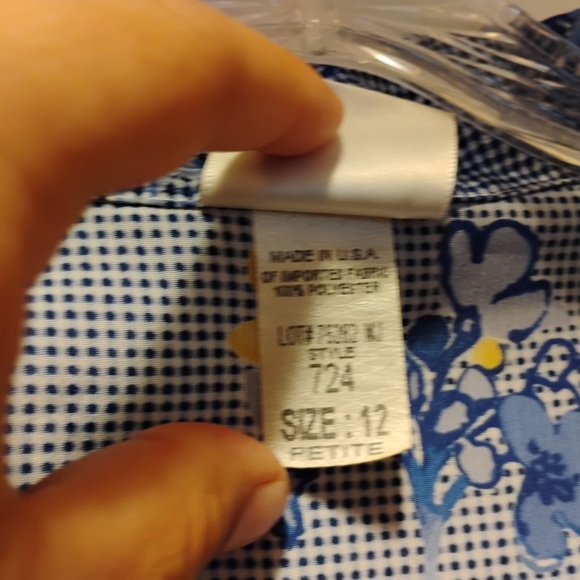 MADE IN U.S.A.
OF IMPORTED FABRIC
100% POLYESTER
LOT#
STYLE
724
SIZE : 12
PETITE